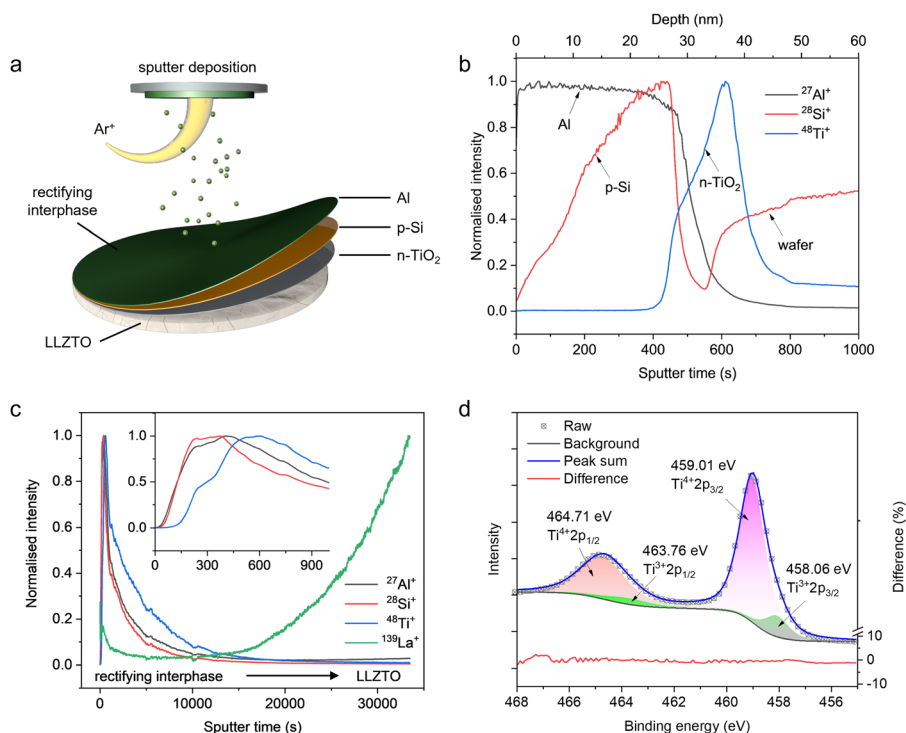 a
sputter deposition
Ar⁺
rectifying
interphase
Al
p-Si
n-TiO₂
LLZTO
b
Depth (nm)
0 10 20 30 40 50 60
Normalised intensity
1.0
0.8
0.6
0.4
0.2
0.0
Al
p-Si
n-TiO₂
wafer
²⁷Al⁺
²⁸Si⁺
⁴⁸Ti⁺
0 200 400 600 800 1000
Sputter time (s)
c
Normalised intensity
1.0
0.8
0.6
0.4
0.2
0.0
1.0
0.5
0.0
0 300 600 900
²⁷Al⁺
²⁸Si⁺
⁴⁸Ti⁺
¹³⁹La⁺
rectifying interphase
LLZTO
0 10000 20000 30000
Sputter time (s)
d
Raw
Background
Peak sum
Difference
459.01 eV
Ti⁴⁺2p₃/₂
464.71 eV
Ti⁴⁺2p₁/₂
463.76 eV
Ti³⁺2p₁/₂
458.06 eV
Ti³⁺2p₃/₂
Intensity
Difference (%)
10
0
-10
468 466 464 462 460 458 456
Binding energy (eV)